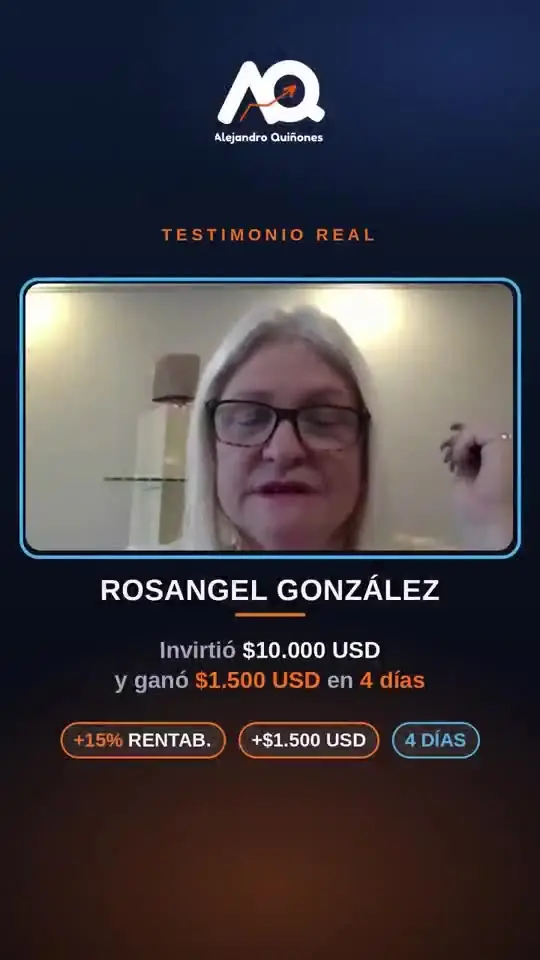 AQ
Alejandro Quiñones
TESTIMONIO REAL
ROSANGEL GONZÁLEZ
Invirtió $10.000 USD
y ganó $1.500 USD en 4 días
+15% RENTAB. +$1.500 USD 4 DÍAS